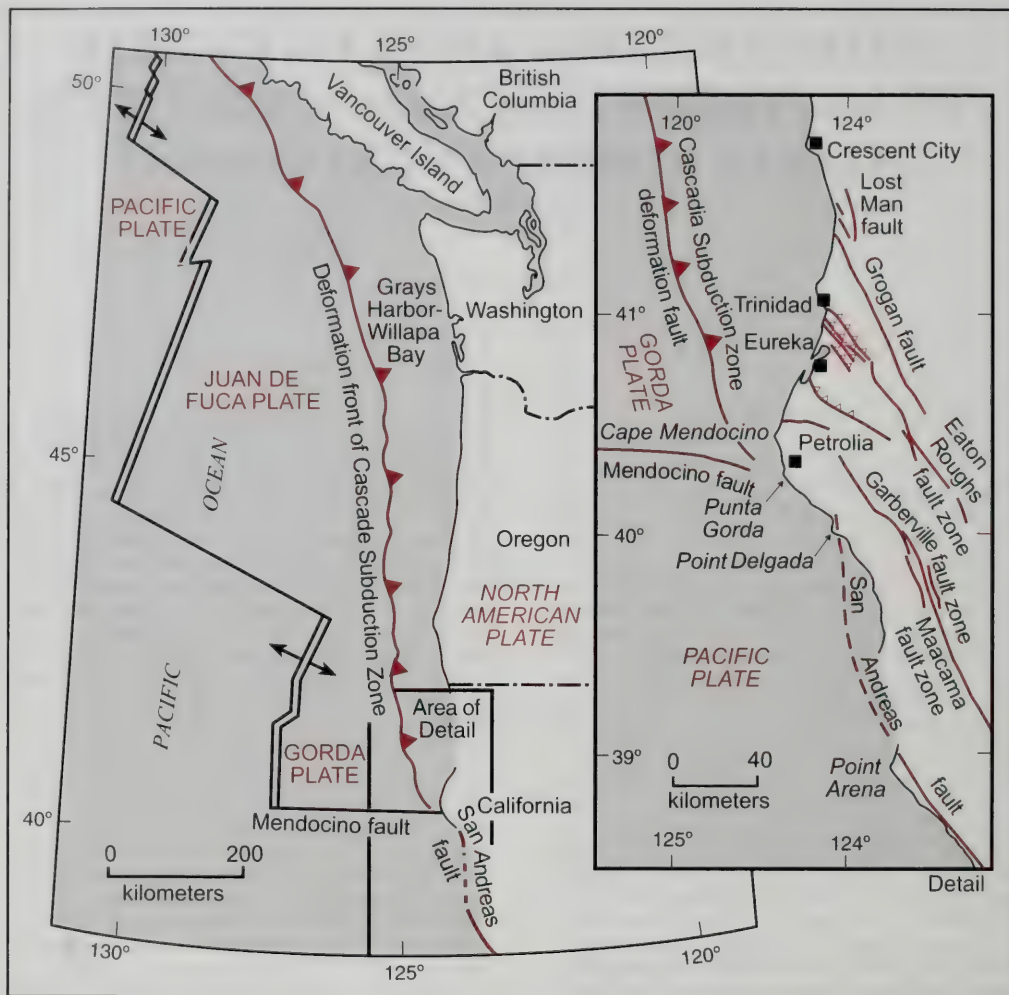 130°
125°
120°
50°
British
Columbia
Vancouver Island
PACIFIC
PLATE
Deformation front of Cascade Subduction Zone
Grays
Harbor-
Willapa
Bay
Washington
JUAN DE
FUCA PLATE
45°
OCEAN
Oregon
NORTH
AMERICAN
PLATE
PACIFIC
Area of
Detail
GORDA
PLATE
40°
Mendocino fault
California
San Andreas
fault
0
200
kilometers
130°
125°
120°
120°
124°
Crescent City
Cascadia Subduction zone
deformation fault
Lost
Man
fault
Grogan fault
Trinidad
41°
Eureka
GORDA
PLATE
Cape Mendocino
Petrolia
Eaton
Roughs
fault zone
Mendocino fault
Punta
Gorda
Garberville fault zone
40°
Point Delgada
San
Andreas
fault
Maacama
fault zone
PACIFIC
PLATE
39°
0
40
kilometers
Point
Arena
125°
124°
Detail